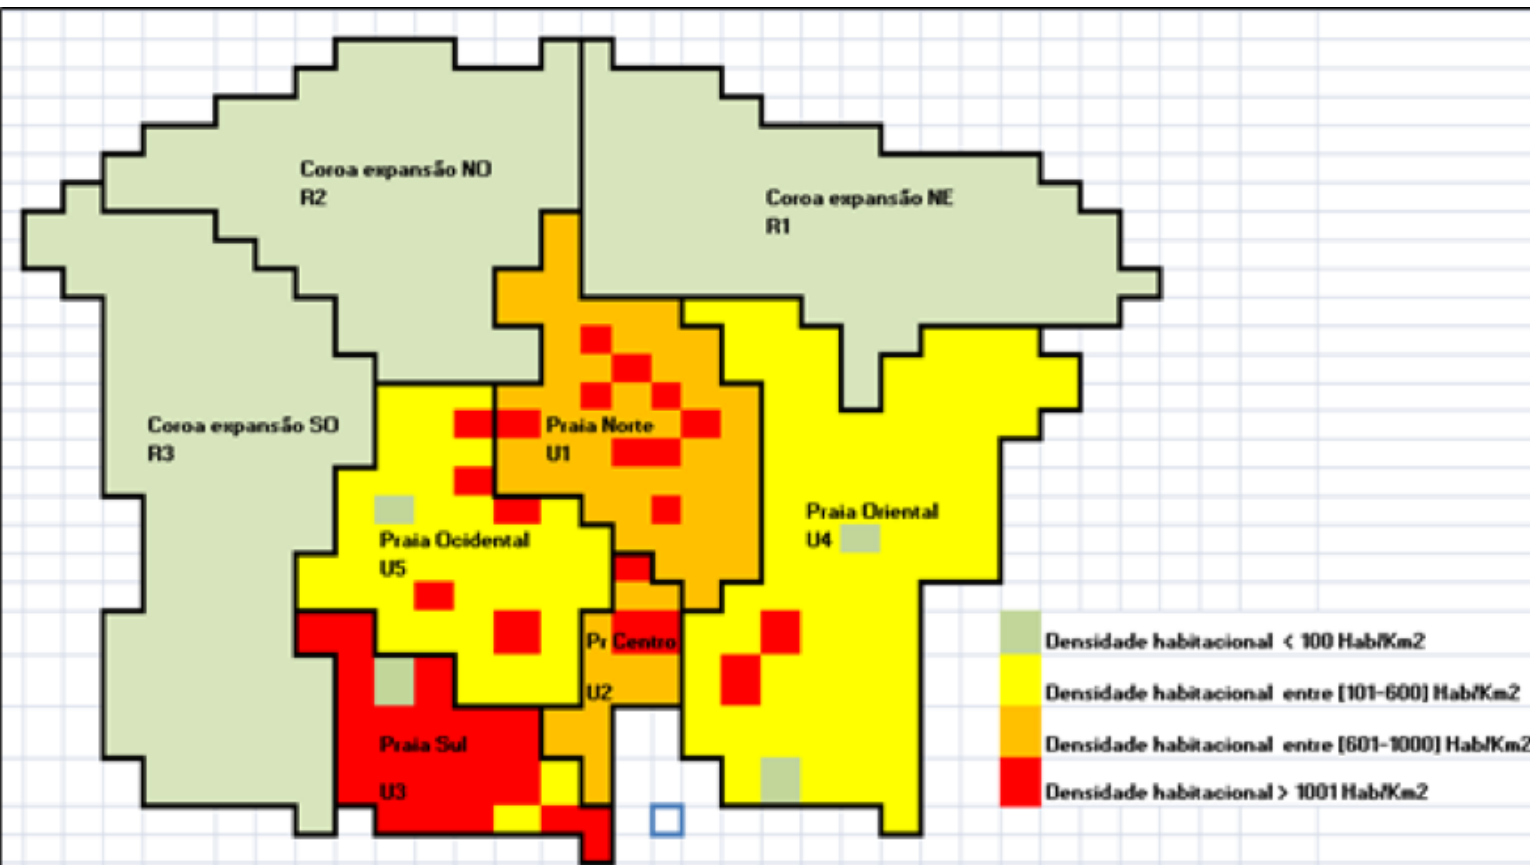 Coroa expansão NO
R2
Coroa expansão NE
R1
Coroa expansão SO
R3
Praia Norte
U1
Praia Oriental
U4
Praia Ocidental
U5
Pr Centro
U2
Praia Sul
U3
Densidade habitacional < 100 Hab/Km2
Densidade habitacional entre [101-600] Hab/Km2
Densidade habitacional entre [601-1000] Hab/Km2
Densidade habitacional > 1001 Hab/Km2